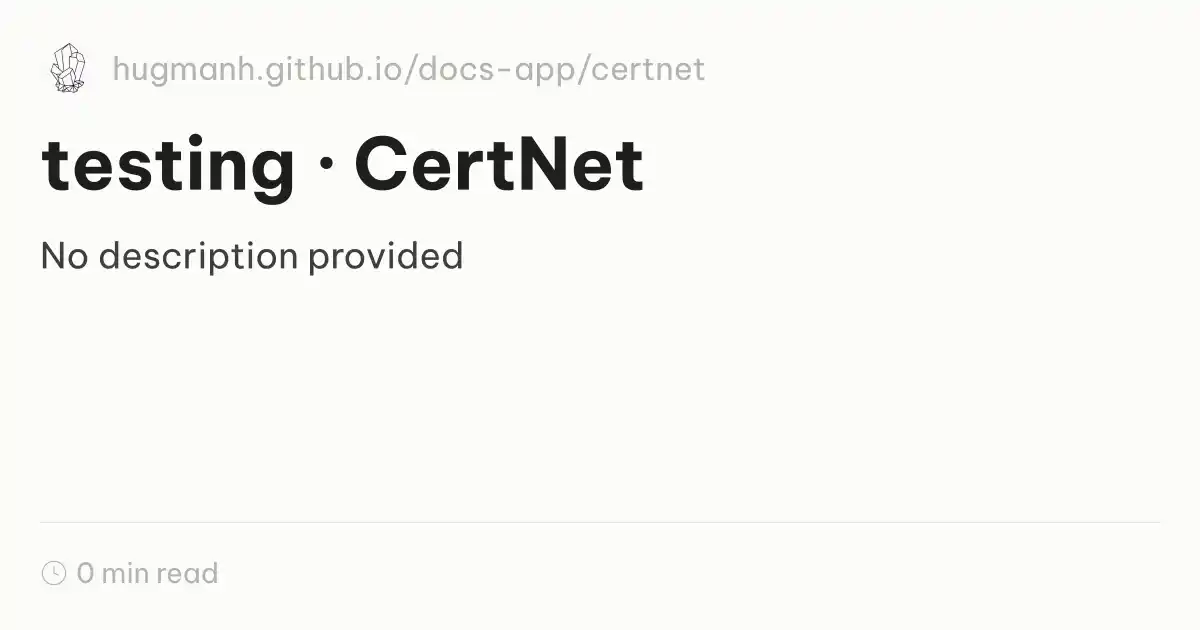 hugmanh.github.io/docs-app/certnet
testing · CertNet
No description provided
0 min read